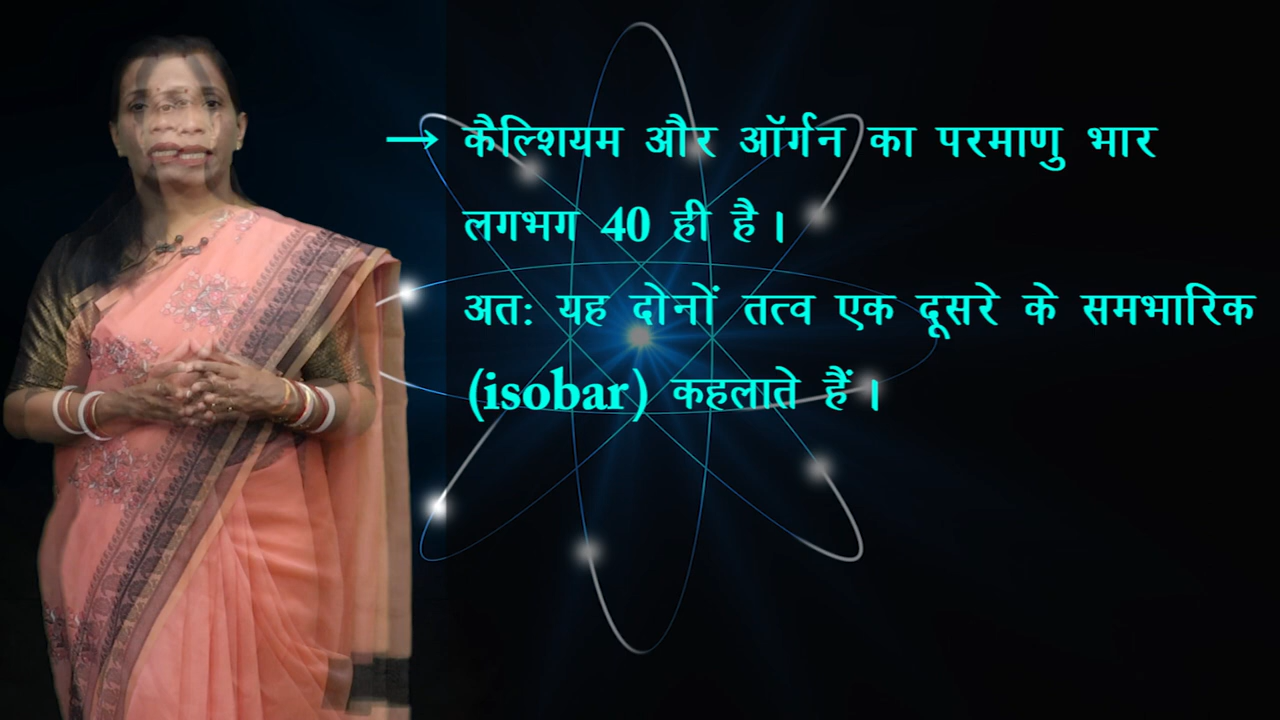 → कैल्शियम और ऑर्गन का परमाणु भार
लगभग 40 ही है।
अतः यह दोनों तत्व एक दूसरे के समभारिक
(isobar) कहलाते हैं।